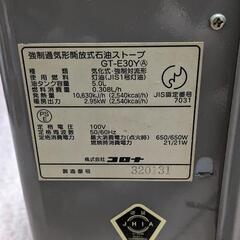 強制通気形開放式石油ストーブ
GT-E30YⒶ
種類 気化式・強制対流形
使用燃料 灯油(JIS1号灯油)
油タンク容量 5.0L
燃料消費量 0.308L/h
発熱量 10,630kJ/h(2,540kcal/h)
暖房出力 2.95kW(2,540kcal/h)
JIS認定番号
7031
定格電圧 100V
定格周波数 50/60Hz
定格消費電力 最大消費電力(点火時) 650/650W
燃焼時消費電力 21/21W
株式会社 コロナ
製造番号 320131
JHIA